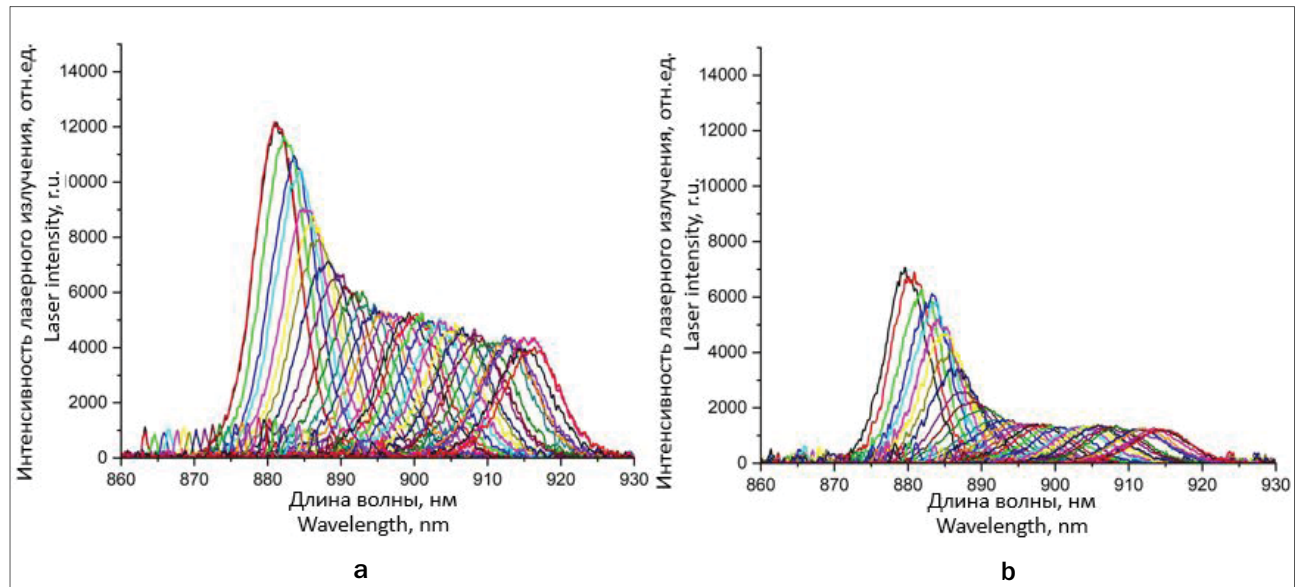 Интенсивность лазерного излучения, отн.ед.
Laser intensity, r.u.
14000
12000
10000
8000
6000
4000
2000
0
860 870 880 890 900 910 920 930
Длина волны, нм
Wavelength, nm
a
Интенсивность лазерного излучения, отн.ед.
Laser intensity, r.u.
14000
12000
10000
8000
6000
4000
2000
0
860 870 880 890 900 910 920 930
Длина волны, нм
Wavelength, nm
b